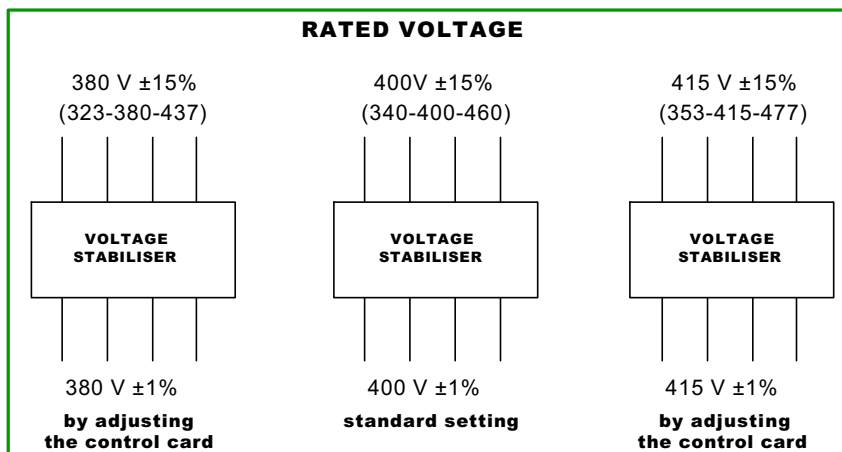 RATED VOLTAGE
380 V ±15%
(323-380-437)
VOLTAGE
STABILISER
380 V ±1%
by adjusting
the control card
400V ±15%
(340-400-460)
VOLTAGE
STABILISER
400 V ±1%
standard setting
415 V ±15%
(353-415-477)
VOLTAGE
STABILISER
415 V ±1%
by adjusting
the control card